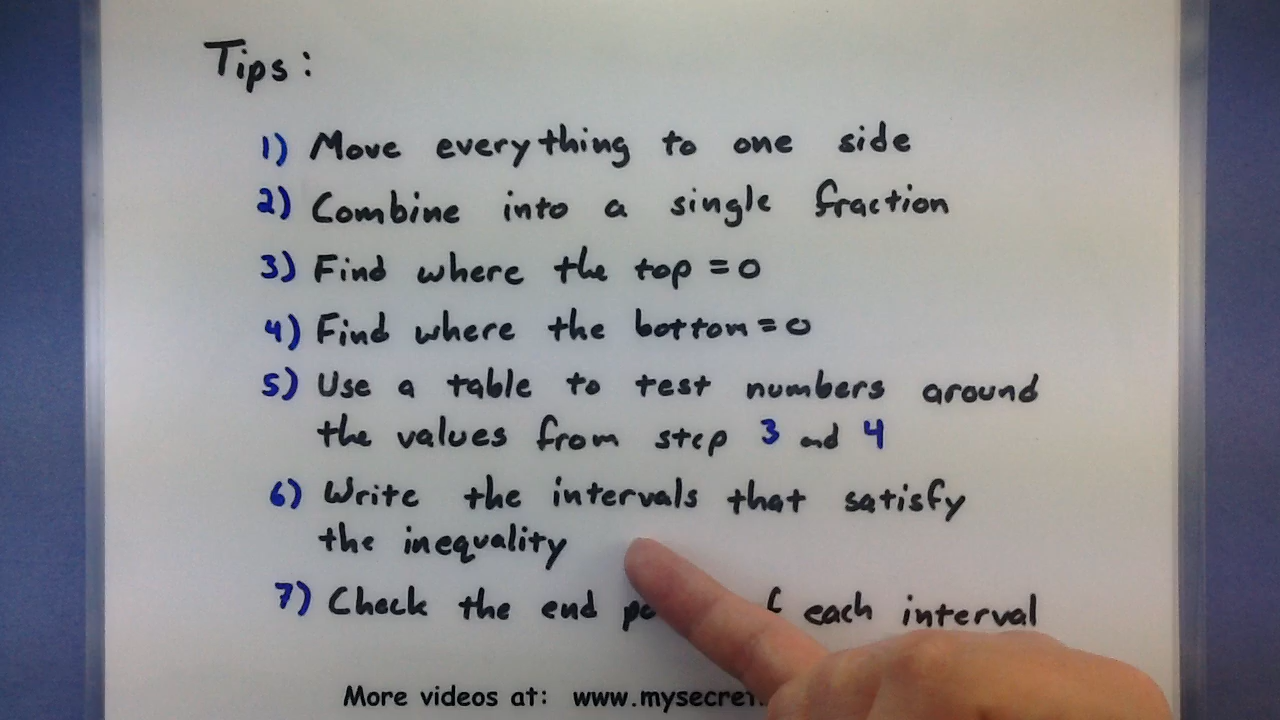 Tips:
1) Move everything to one side
2) Combine into a single fraction
3) Find where the top = 0
4) Find where the bottom = 0
5) Use a table to test numbers around
the values from step 3 and 4
6) Write the intervals that satisfy
the inequality
7) Check the end each interval
More videos at: www.mysecret